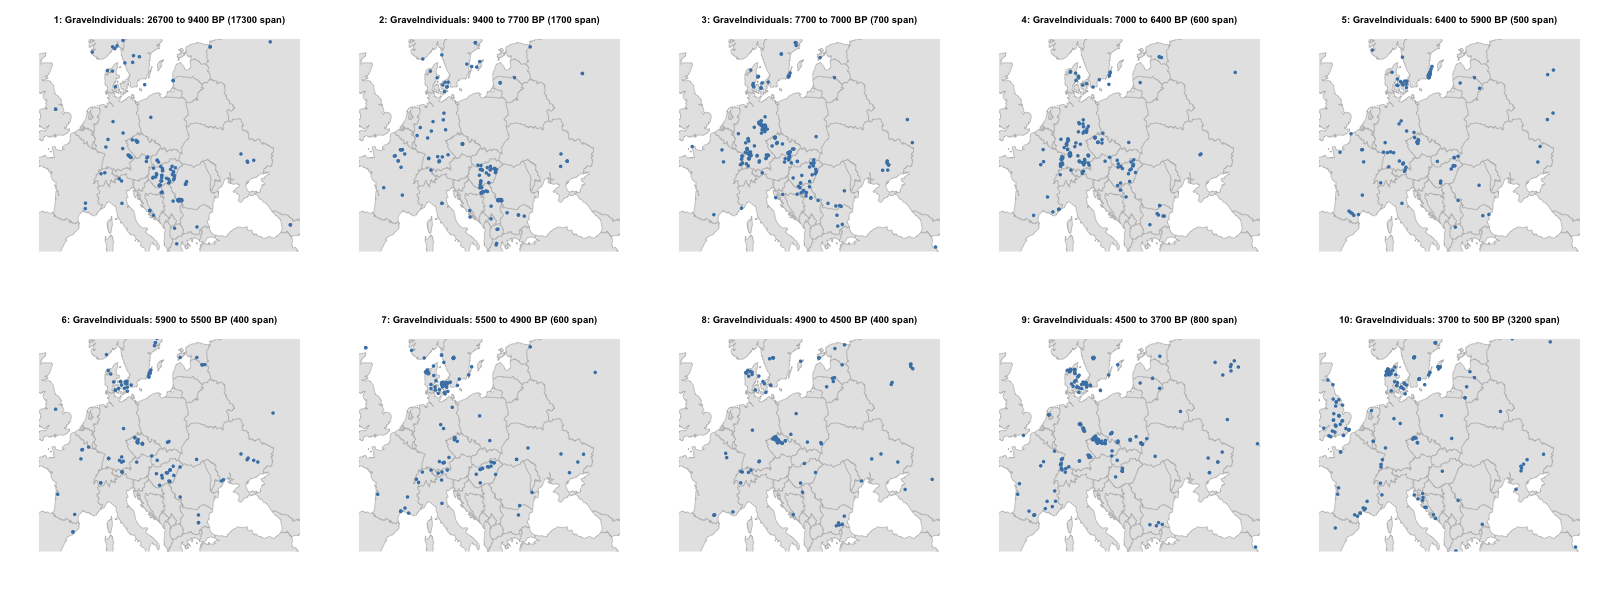 1: GraveIndividuals: 26700 to 9400 BP (17300 span)
2: GraveIndividuals: 9400 to 7700 BP (1700 span)
3: GraveIndividuals: 7700 to 7000 BP (700 span)
4: GraveIndividuals: 7000 to 6400 BP (600 span)
5: GraveIndividuals: 6400 to 5900 BP (500 span)
6: GraveIndividuals: 5900 to 5500 BP (400 span)
7: GraveIndividuals: 5500 to 4900 BP (600 span)
8: GraveIndividuals: 4900 to 4500 BP (400 span)
9: GraveIndividuals: 4500 to 3700 BP (800 span)
10: GraveIndividuals: 3700 to 500 BP (3200 span)